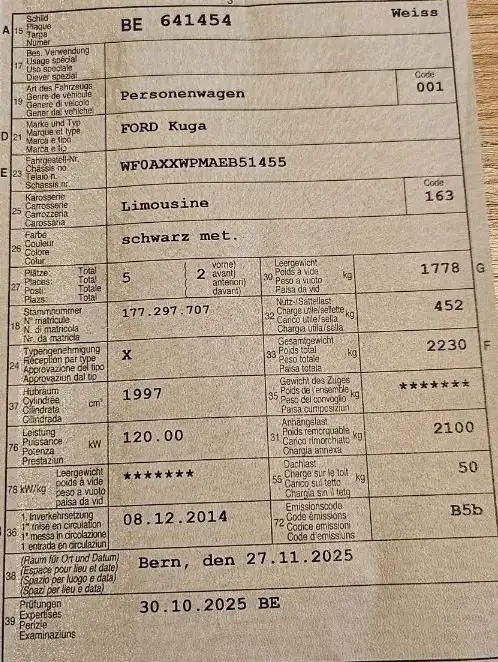 A 15 Schild Plaque Targa Numer BE 641454 Weiss
17 Bes. Verwendung Usage spécial Uso speciale Diever spezial
19 Art des Fahrzeugs Genre de véhicule Genere di veicolo Gener dal vehichel Personenwagen Code 001
D 21 Marke und Typ Marque et type Marca e tipo Marca e tip FORD Kuga
E 23 Fahrgestell-Nr. Châssis no Telaio n. Schassis nr. WF0AXXWPMAEB51455
25 Karosserie Carrosserie Carrozzeria Carossaria Limousine Code 163
26 Farbe Couleur Colore Colur schwarz met.
27 Plätze: Total Places: Total Posti: Totale Plazs: Total 5 ( 2 vorne) avant) anteriori) davant) 30 Leergewicht Poids à vide Peso a vuoto Paisa da vid kg 1778 G
18 Stammnummer N° matricule N. di matricola Nr. da matricla 177.297.707 32 Nutz-/Sattellast Charge utile/sellette Carico utile/sella Chargia utila/sella kg 452
24 Typengenehmigung Réception par type Approvazione del tipo Approvaziun dal tip X 33 Gesamtgewicht Poids total Peso totale Paisa totala kg 2230 F
37 Hubraum Cylindrée Cilindrata Cilindrada cm³ 1997 35 Gewicht des Zuges Poids de l'ensemble Peso del convoglio Paisa cumposiziun kg *******
76 Leistung Puissance Potenza Prestaziun kW 120.00 31 Anhängelast Poids remorquable Carico rimorchiato Chargia annexa kg 2100
78 kW/kg Leergewicht poids à vide peso a vuoto paisa da vid ******* 55 Dachlast Charge sur le toit Carico sul tetto Chargia sin il tetg kg 50
36 1. Inverkehrsetzung 1re mise en circulation 1a messa in circolazione 1 entrada en circulaziun 08.12.2014 72 Emissionscode Code émissions Codice emissioni Code d'emissiuns B5b
38 (Raum für Ort und Datum) (Espace pour lieu et date) (Spazio per luogo e data) (Spazi per lieu e data) Bern, den 27.11.2025
39 Prüfungen Expertises Perizie Examinaziuns 30.10.2025 BE